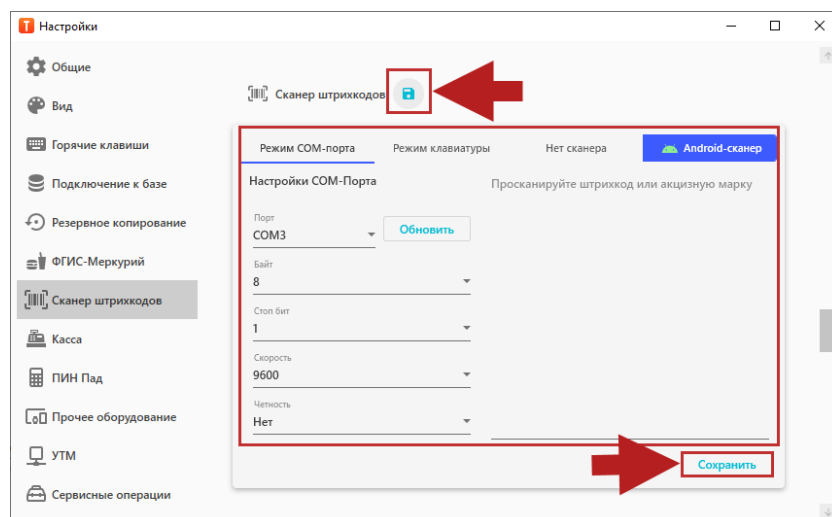 Настройки
Общие
Вид
Горячие клавиши
Подключение к базе
Резервное копирование
ФГИС-Меркурий
Сканер штрихкодов
Касса
ПИН Пад
Прочее оборудование
УТМ
Сервисные операции
Сканер штрихкодов
Режим COM-порта Режим клавиатуры Нет сканера Android-сканер
Настройки COM-Порта
Просканируйте штрихкод или акцизную марку
Порт
COM3
Обновить
Байт
8
Стоп бит
1
Скорость
9600
Четность
Нет
Сохранить